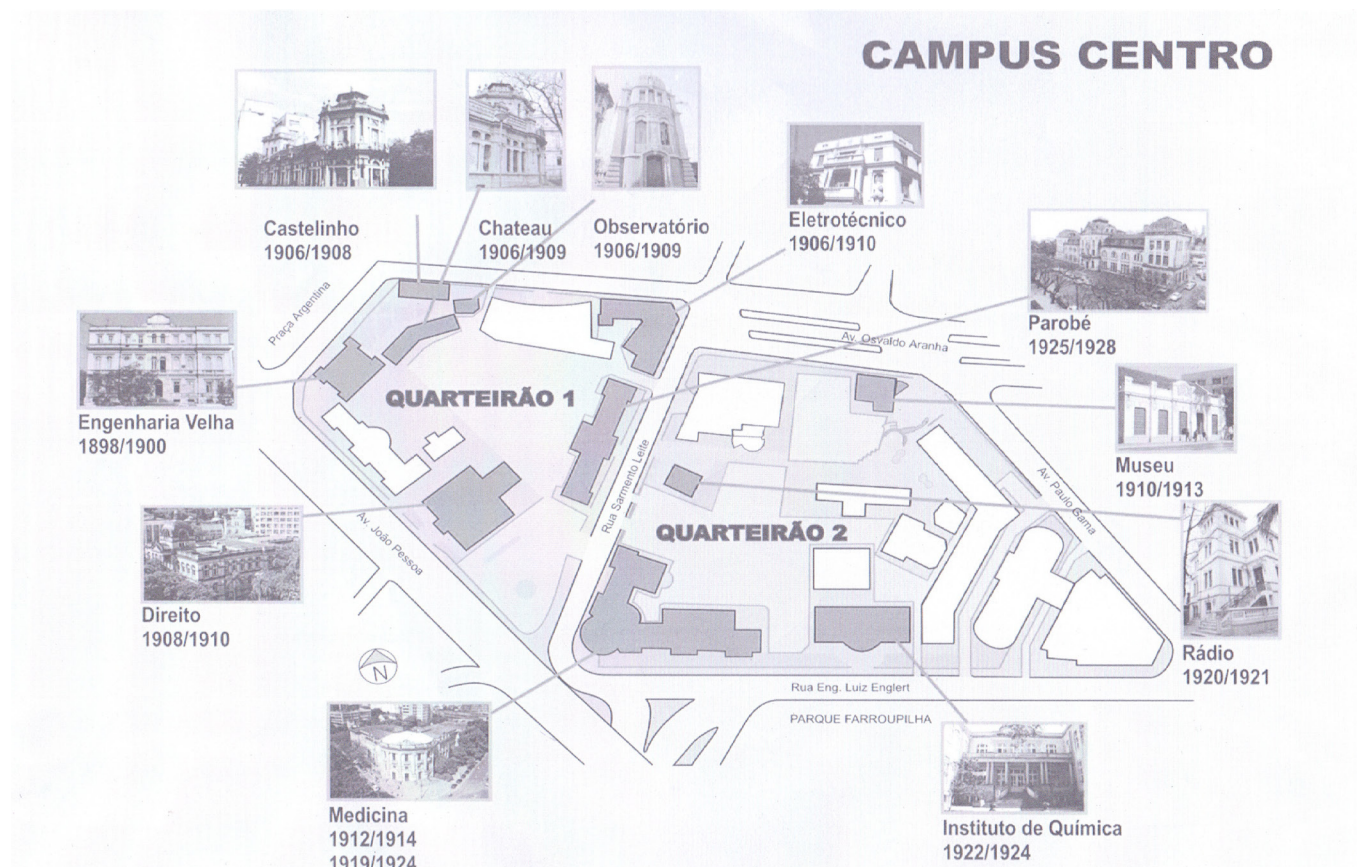 CAMPUS CENTRO
Castelinho
1906/1908
Chateau
1906/1909
Observatório
1906/1909
Eletrotécnico
1906/1910
Parobé
1925/1928
Praça Argentina
Av. Osvaldo Aranha
Engenharia Velha
1898/1900
QUARTEIRÃO 1
Museu
1910/1913
Rua Sarmento Leite
Av. Paulo Gama
QUARTEIRÃO 2
Av. João Pessoa
Direito
1908/1910
Rádio
1920/1921
N
Rua Eng. Luiz Englert
PARQUE FARROUPILHA
Medicina
1912/1914
1919/1924
Instituto de Química
1922/1924